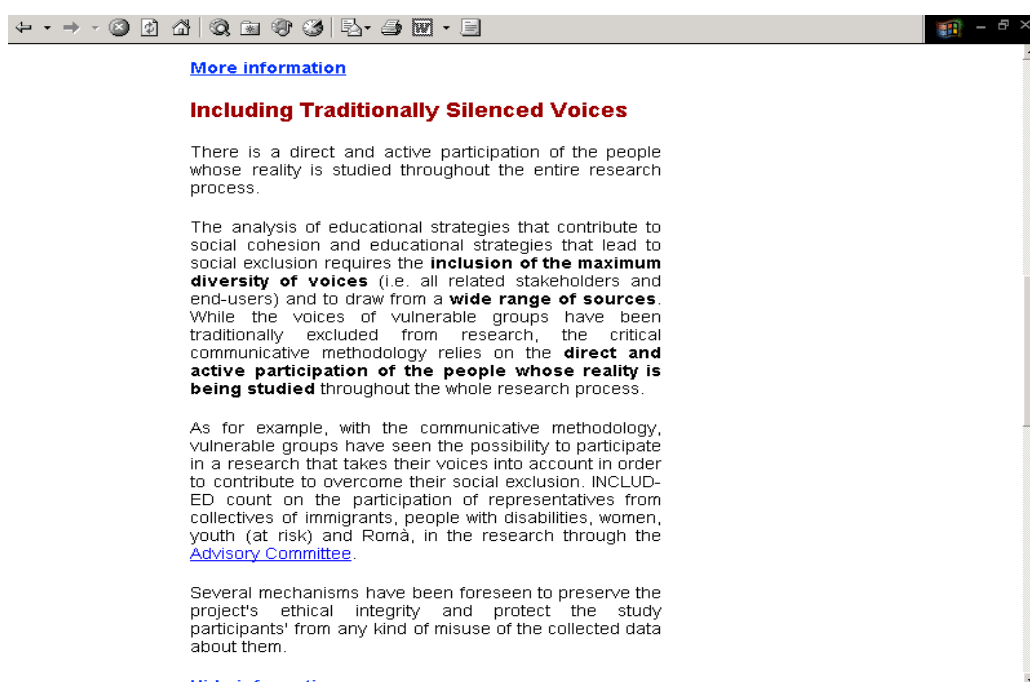 More information
Including Traditionally Silenced Voices
There is a direct and active participation of the people
whose reality is studied throughout the entire research
process.
The analysis of educational strategies that contribute to
social cohesion and educational strategies that lead to
social exclusion requires the inclusion of the maximum
diversity of voices (i.e. all related stakeholders and
end-users) and to draw from a wide range of sources.
While the voices of vulnerable groups have been
traditionally excluded from research, the critical
communicative methodology relies on the direct and
active participation of the people whose reality is
being studied throughout the whole research process.
As for example, with the communicative methodology,
vulnerable groups have seen the possibility to participate
in a research that takes their voices into account in order
to contribute to overcome their social exclusion. INCLUD-
ED count on the participation of representatives from
collectives of immigrants, people with disabilities, women,
youth (at risk) and Romà, in the research through the
Advisory Committee.
Several mechanisms have been foreseen to preserve the
project's ethical integrity and protect the study
participants' from any kind of misuse of the collected data
about them.